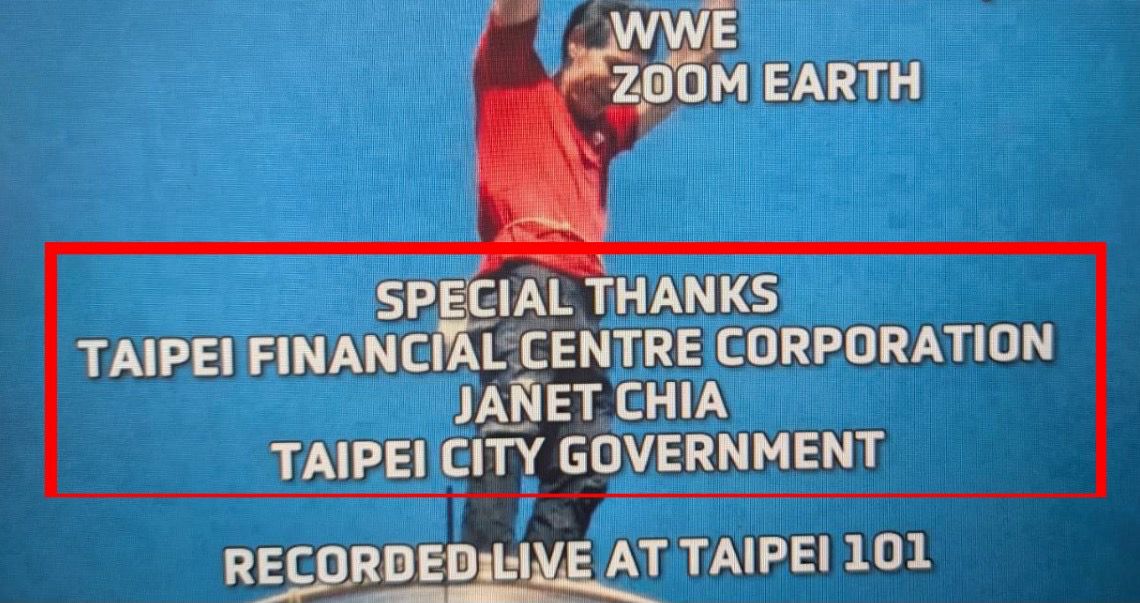 WWE
ZOOM EARTH
SPECIAL THANKS
TAIPEI FINANCIAL CENTRE CORPORATION
JANET CHIA
TAIPEI CITY GOVERNMENT
RECORDED LIVE AT TAIPEI 101